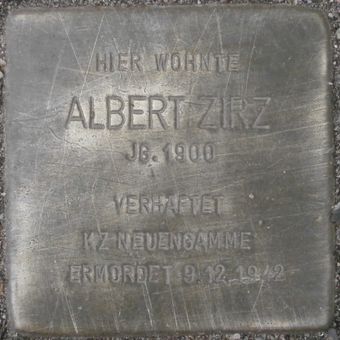 HIER WOHNTE
ALBERT ZIRZ
JG. 1900
VERHAFTET
KZ NEUENGAMME
ERMORDET 9.12.1942